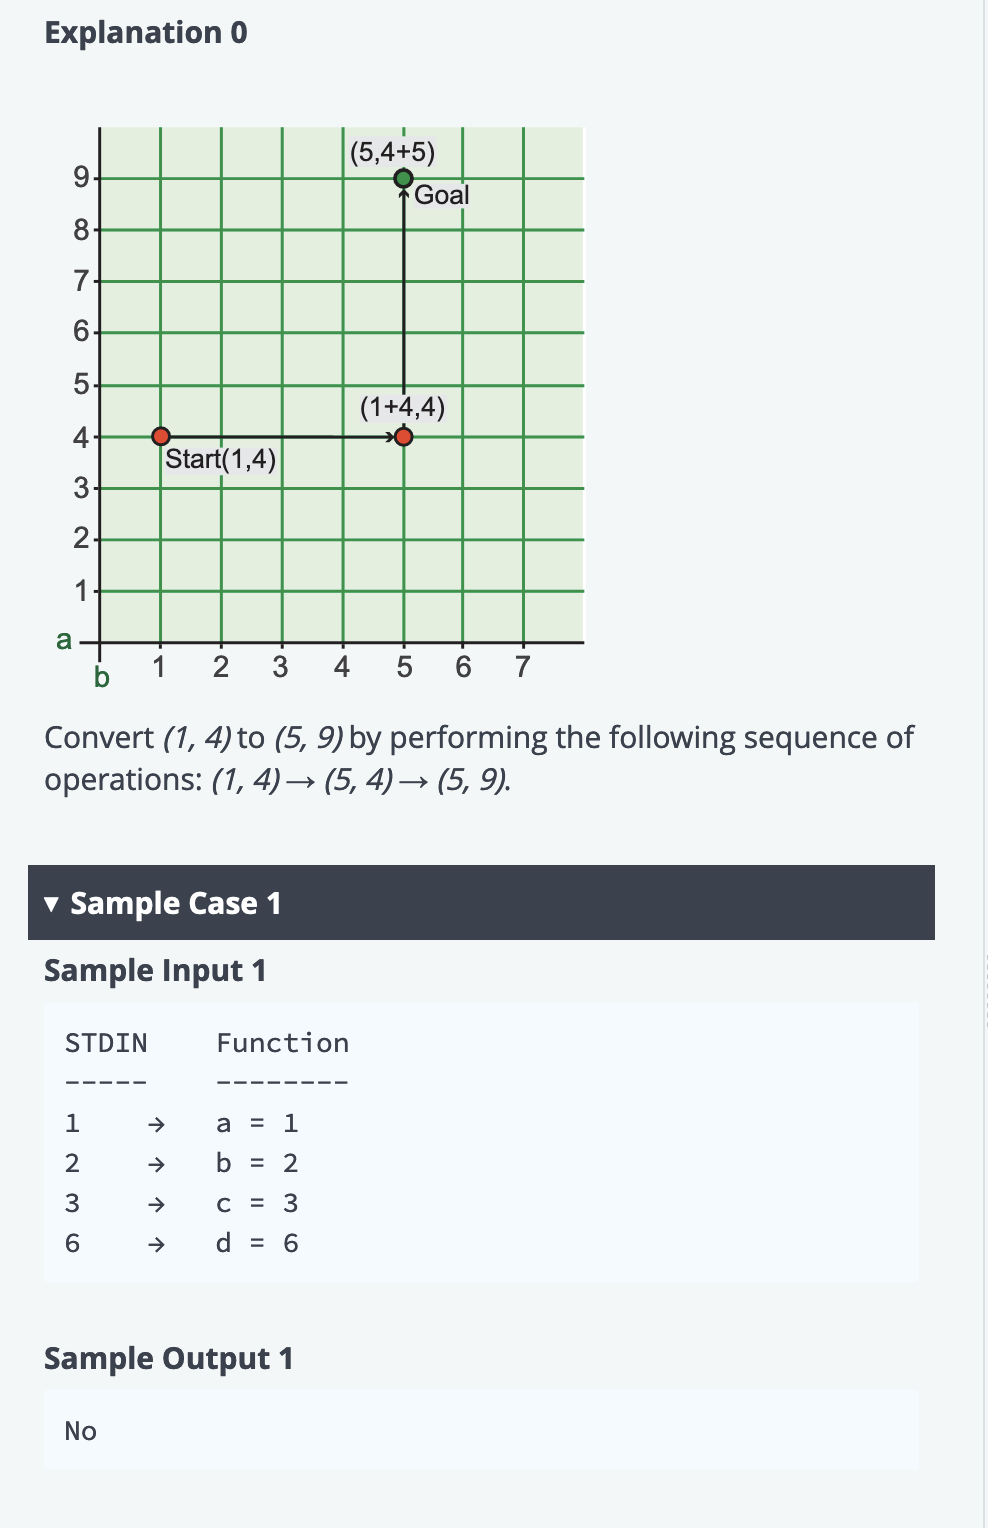 Explanation 0
(5,4+5)
9
Goal
8
7
6
5
(1+4,4)
4
Start(1,4)
3
2
1
a
b 1 2 3 4 5 6 7
Convert (1, 4) to (5, 9) by performing the following sequence of
operations: (1, 4) → (5, 4) → (5, 9).
▼ Sample Case 1
Sample Input 1
STDIN Function
----- --------
1 → a = 1
2 → b = 2
3 → c = 3
6 → d = 6
Sample Output 1
No